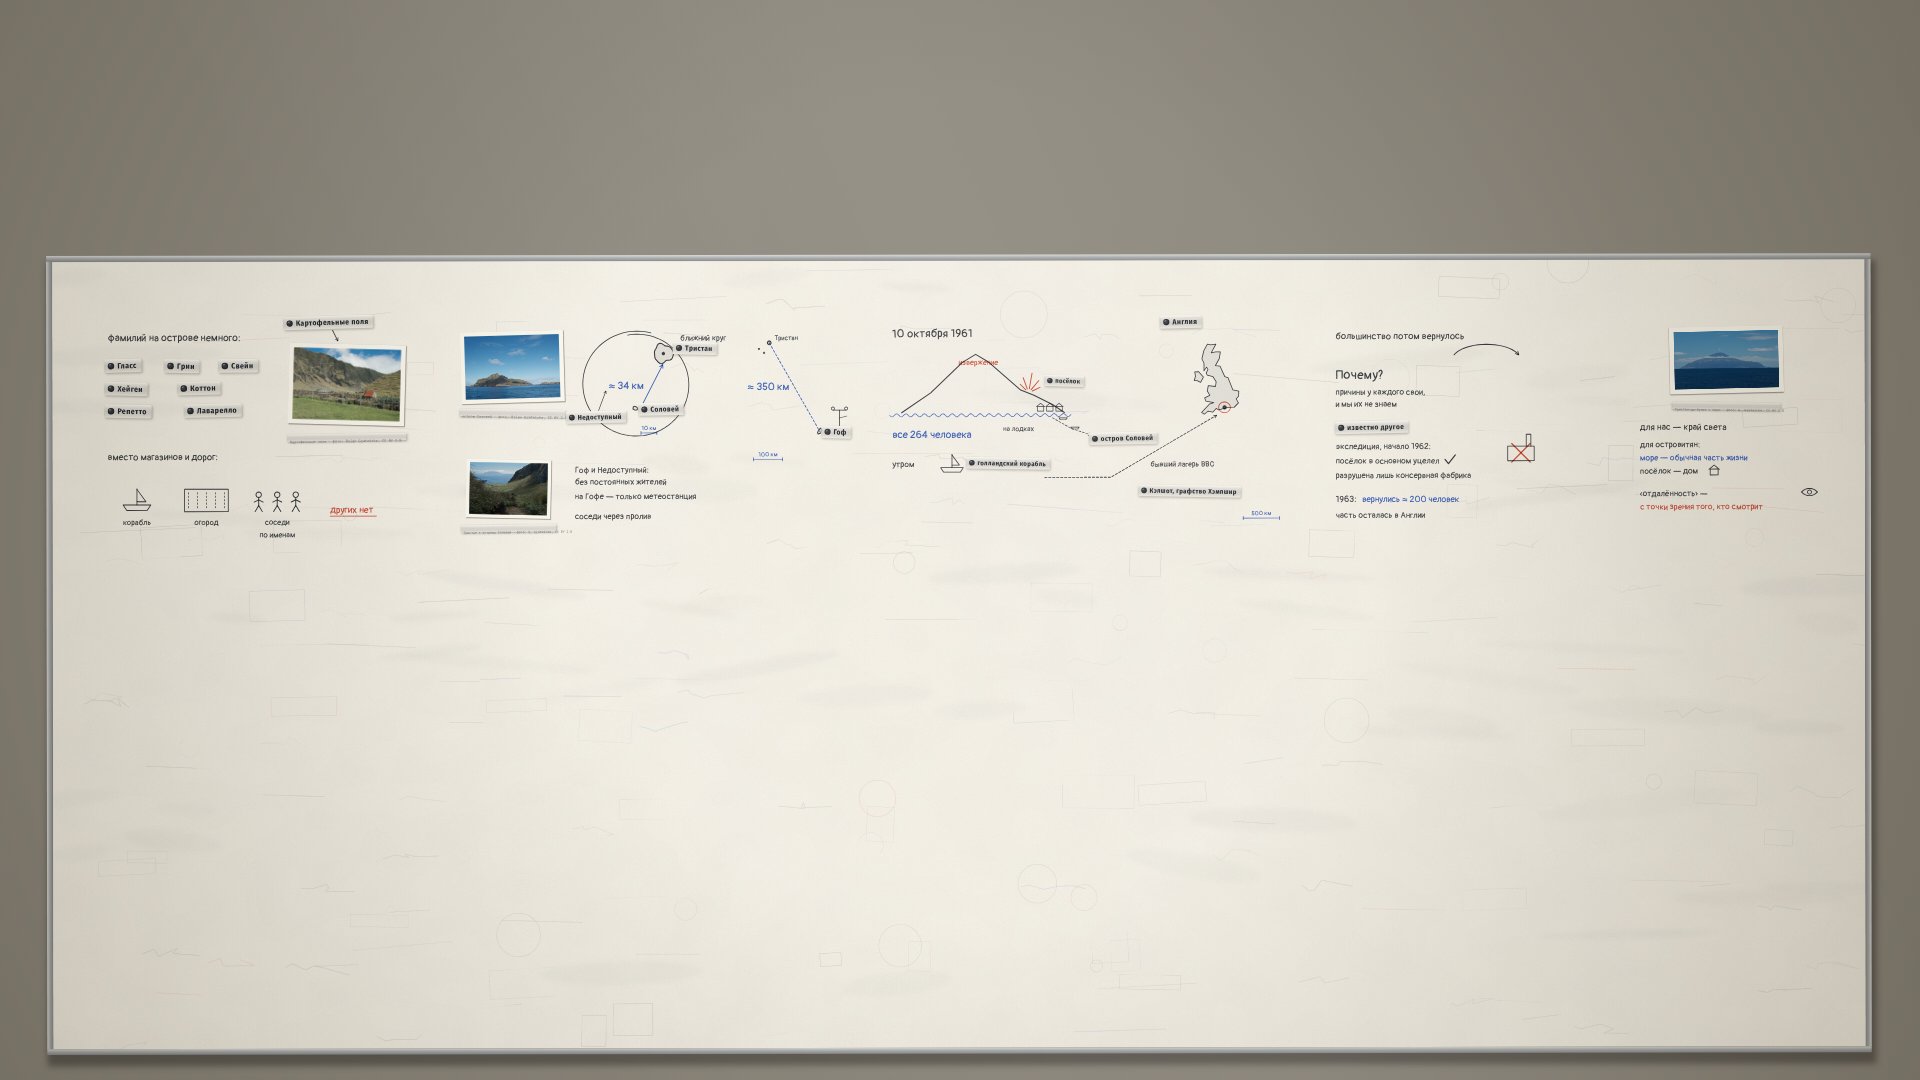 фамилий на острове немного:
Картофельные поля
Гласс
Грин
Свейн
Хейген
Коттон
Репетто
Лаварелло
вместо магазинов и дорог:
корабль
огород
соседи
по именам
других нет
ближний круг
Тристан
≈ 34 км
Соловей
Недоступный
10 км
Тристан
≈ 350 км
Гоф
100 км
Гоф и Недоступный:
без постоянных жителей
на Гофе — только метеостанция
соседи через пролив
10 октября 1961
извержение
посёлок
все 264 человека
на лодках
остров Соловей
утром
голландский корабль
Англия
бывший лагерь ВВС
Кэлшот, графство Хэмпшир
500 км
большинство потом вернулось
Почему?
причины у каждого свои,
и мы их не знаем
известно другое
экспедиция, начало 1962:
посёлок в основном уцелел
разрушена лишь консервная фабрика
1963: вернулись ≈ 200 человек
часть осталась в Англии
для нас — край света
для островитян:
море — обычная часть жизни
посёлок — дом
«отдалённость» —
с точки зрения того, кто смотрит